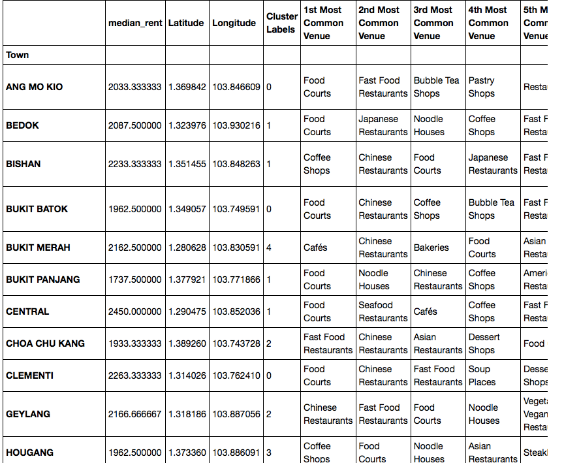 median_rent Latitude Longitude Cluster Labels 1st Most Common Venue 2nd Most Common Venue 3rd Most Common Venue 4th Most Common Venue 5th
Town
ANG MO KIO 2033.333333 1.369842 103.846609 0 Food Courts Fast Food Restaurants Bubble Tea Shops Pastry Shops
BEDOK 2087.500000 1.323976 103.930216 1 Food Courts Japanese Restaurants Noodle Houses Coffee Shops Fast
BISHAN 2233.333333 1.351455 103.848263 1 Coffee Shops Chinese Restaurants Food Courts Japanese Restaurants Fast
BUKIT BATOK 1962.500000 1.349057 103.749591 0 Food Courts Chinese Restaurants Coffee Shops Bubble Tea Shops Fast
BUKIT MERAH 2162.500000 1.280628 103.830591 4 Cafés Chinese Restaurants Bakeries Food Courts Asian
BUKIT PANJANG 1737.500000 1.377921 103.771866 1 Food Courts Noodle Houses Chinese Restaurants Coffee Shops
CENTRAL 2450.000000 1.290475 103.852036 1 Food Courts Seafood Restaurants Cafés Coffee Shops Fast
CHOA CHU KANG 1933.333333 1.389260 103.743728 2 Fast Food Restaurants Chinese Restaurants Asian Restaurants Dessert Shops Food
CLEMENTI 2263.333333 1.314026 103.762410 0 Food Courts Chinese Restaurants Fast Food Restaurants Soup Places Shops
GEYLANG 2166.666667 1.318186 103.887056 2 Chinese Restaurants Fast Food Restaurants Food Courts Noodle Houses Vegan
HOUGANG 1962.500000 1.373360 103.886091 3 Coffee Shops Food Courts Noodle Houses Asian Restaurants